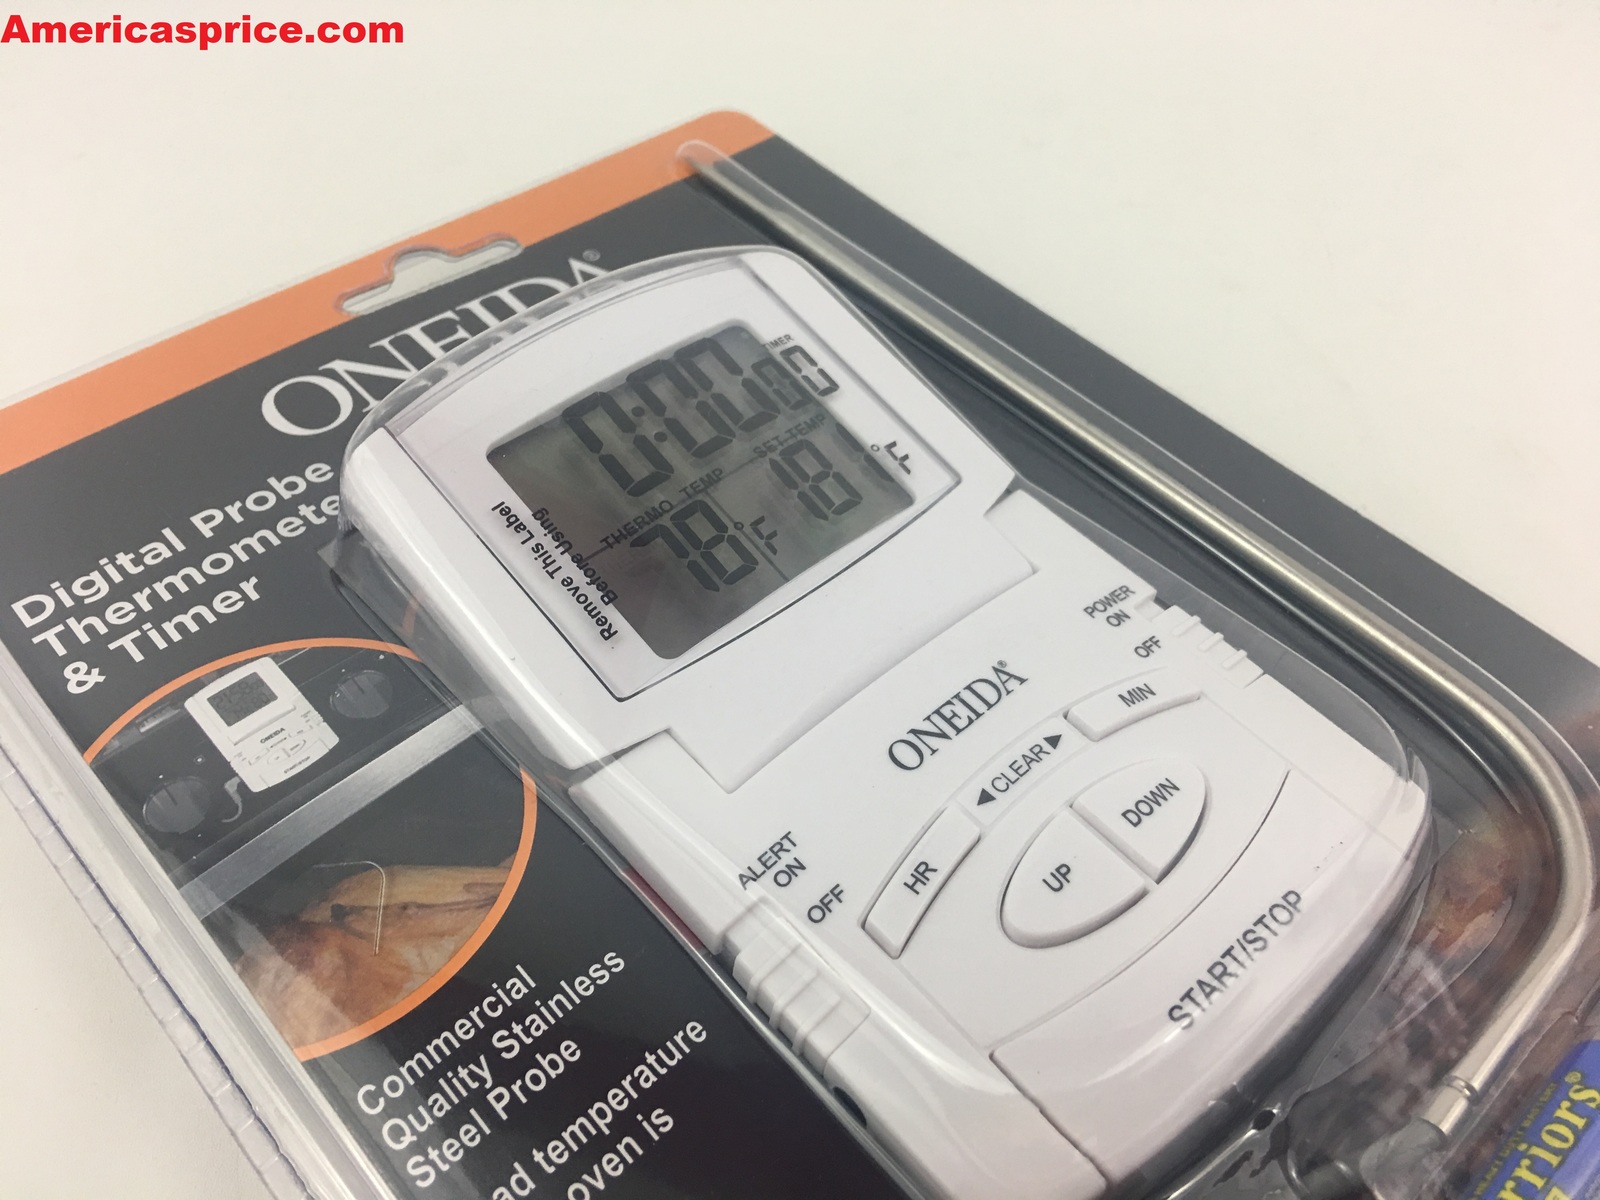 Americasprice.com
ONEIDA®
Digital Probe
Thermometer
& Timer
Commercial
Quality Stainless
Steel Probe
temperature
oven is
Remove This Label
Before Using
TIMER
0:00 00
THERMO TEMP
SET TEMP
78°F
181°F
POWER
ON
OFF
ONEIDA®
MIN
◀CLEAR▶
HR
DOWN
UP
ALERT
ON
OFF
START/STOP
ONEIDA